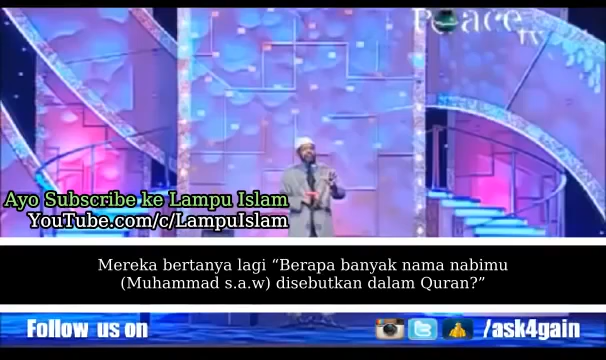 Peace TV
Ayo Subscribe ke Lampu Islam
YouTube.com/c/LampuIslam
Mereka bertanya lagi “Berapa banyak nama nabimu
(Muhammad s.a.w) disebutkan dalam Quran?”
Follow us on /ask4gain